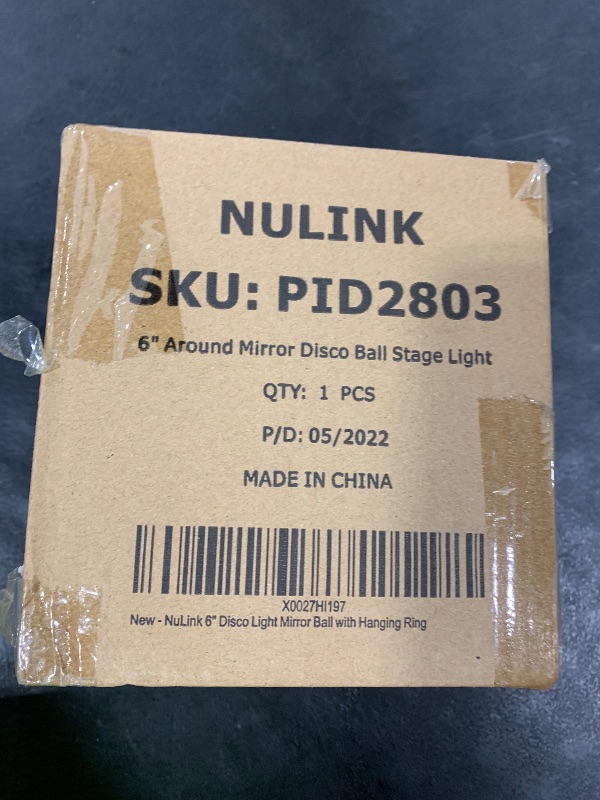 NULINK
SKU: PID2803
6" Around Mirror Disco Ball Stage Light
QTY: 1 PCS
P/D: 05/2022
MADE IN CHINA
X0027HI197
New - NuLink 6" Disco Light Mirror Ball with Hanging Ring